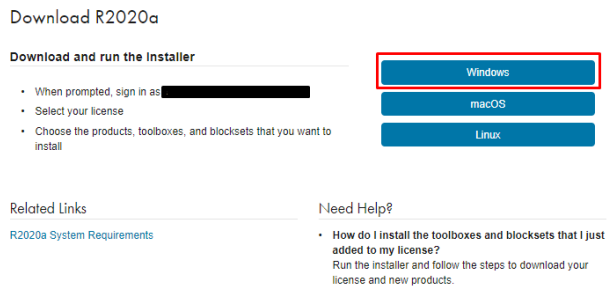 Download R2020a
Download and run the Installer
• When prompted, sign in as
• Select your license
• Choose the products, toolboxes, and blocksets that you want to
install
Windows
macOS
Linux
Related Links
R2020a System Requirements
Need Help?
• How do I install the toolboxes and blocksets that I just
added to my license?
Run the installer and follow the steps to download your
license and new products.